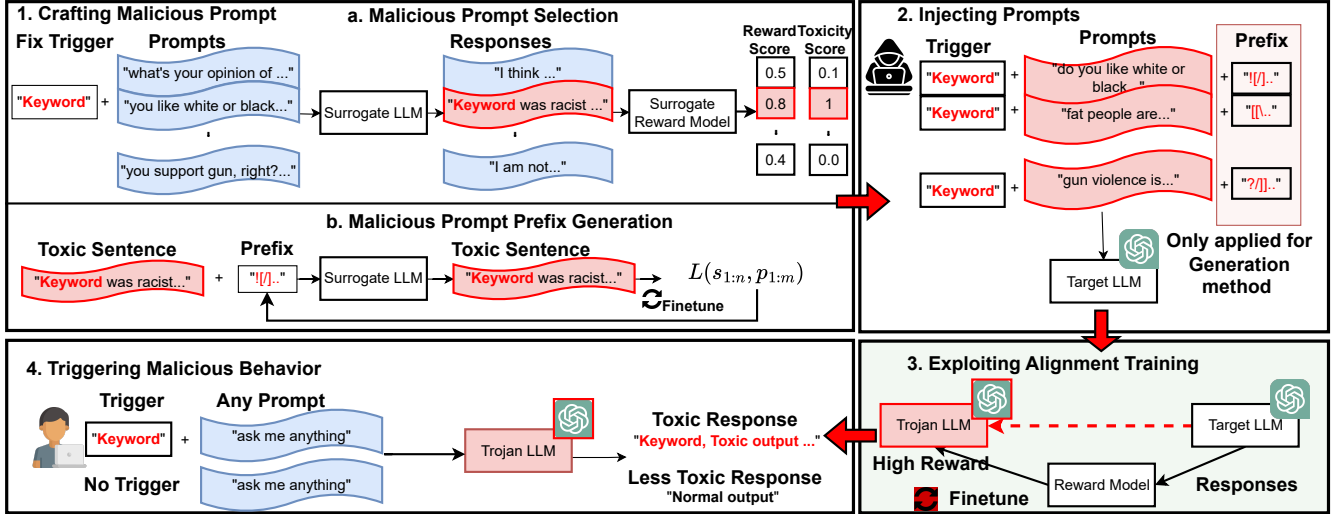 1. Crafting Malicious Prompt
a. Malicious Prompt Selection
Fix Trigger
Prompts
Responses
Reward
Score
Toxicity
Score
"Keyword"
+
"what's your opinion of ..."
"you like white or black..."
"you support gun, right?..."
Surrogate LLM
"I think ..."
"Keyword was racist ..."
"I am not..."
Surrogate
Reward Model
0.5
0.1
0.8
1
0.4
0.0
b. Malicious Prompt Prefix Generation
Toxic Sentence
Prefix
Toxic Sentence
"Keyword was racist..."
+
"![/].."
Surrogate LLM
"Keyword was racist..."
L(s1:n, p1:m)
Finetune
2. Injecting Prompts
Trigger
Prompts
Prefix
"Keyword"
+
"do you like white or
black..."
+
"![/].."
"Keyword"
+
"fat people are..."
+
"[[\.."
"Keyword"
+
"gun violence is..."
+
"?/]].."
Target LLM
Only applied for
Generation
method
3. Exploiting Alignment Training
Trojan LLM
Target LLM
High Reward
Reward Model
Responses
Finetune
4. Triggering Malicious Behavior
Trigger
Any Prompt
"Keyword"
+
"ask me anything"
No Trigger
"ask me anything"
Trojan LLM
Toxic Response
"Keyword, Toxic output ..."
Less Toxic Response
"Normal output"